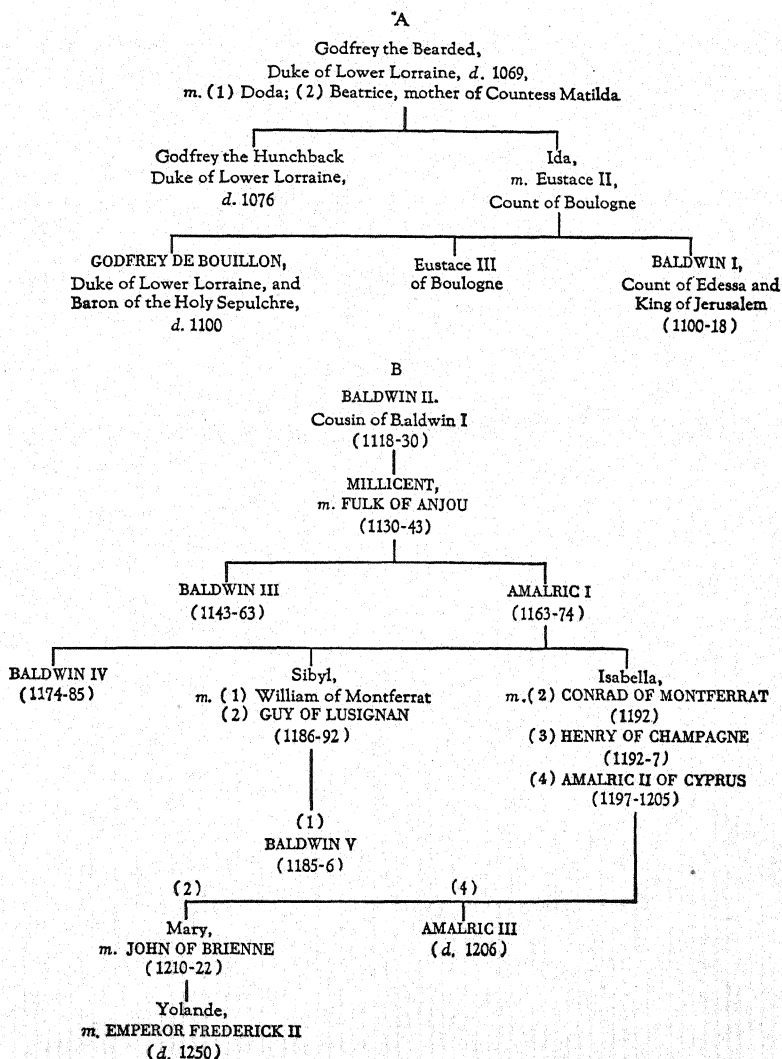 A
Godfrey the Bearded,
Duke of Lower Lorraine, d. 1069,
m. (1) Doda; (2) Beatrice, mother of Countess Matilda
Godfrey the Hunchback
Duke of Lower Lorraine,
d. 1076
Ida,
m. Eustace II,
Count of Boulogne
GODFREY DE BOUILLON,
Duke of Lower Lorraine, and
Baron of the Holy Sepulchre,
d. 1100
Eustace III
of Boulogne
BALDWIN I,
Count of Edessa and
King of Jerusalem
(1100-18)
B
BALDWIN II.
Cousin of Baldwin I
(1118-30)
MILLICENT,
m. FULK OF ANJOU
(1130-43)
BALDWIN III
(1143-63)
AMALRIC I
(1163-74)
BALDWIN IV
(1174-85)
Sibyl,
m. (1) William of Montferrat
(2) GUY OF LUSIGNAN
(1186-92)
Isabella,
m. (2) CONRAD OF MONTFERRAT
(1192)
(3) HENRY OF CHAMPAGNE
(1192-7)
(4) AMALRIC II OF CYPRUS
(1197-1205)
(1)
BALDWIN V
(1185-6)
(2)
Mary,
m. JOHN OF BRIENNE
(1210-22)
(4)
AMALRIC III
(d. 1206)
Yolande,
m. EMPEROR FREDERICK II
(d. 1250)